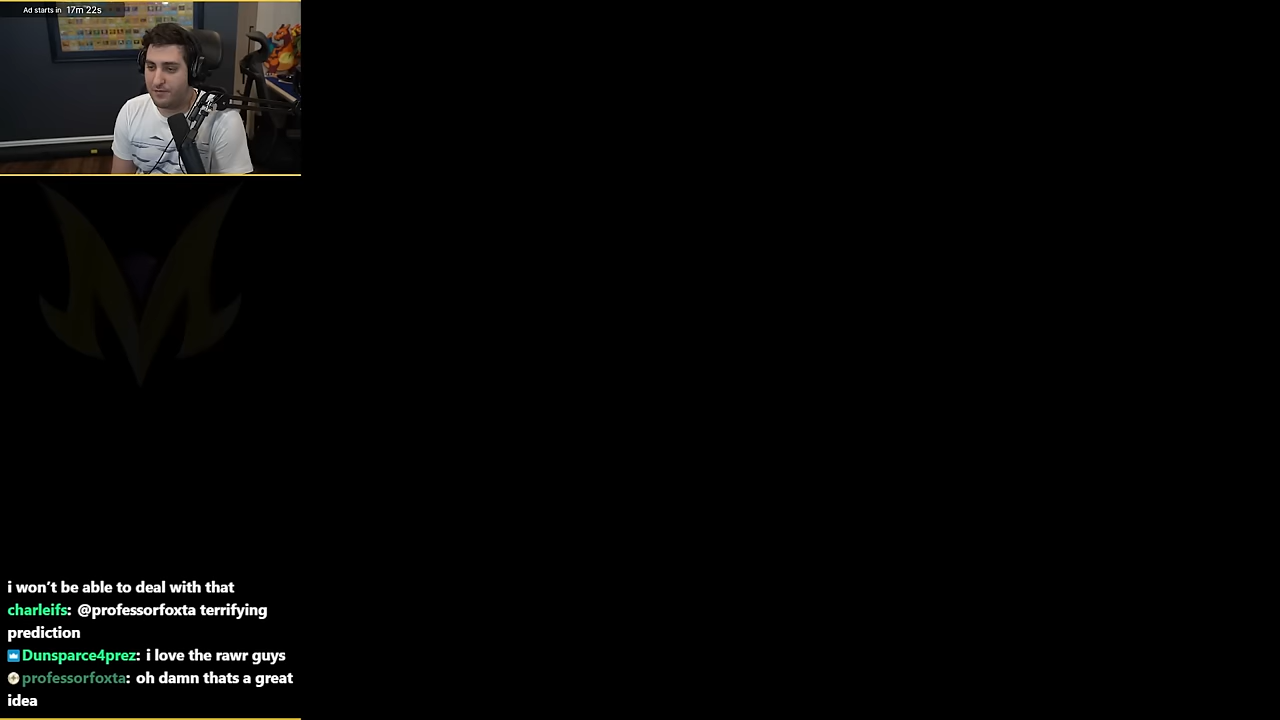 Ad starts in 17m 22s
i won't be able to deal with that
charleifs: @professorfoxta terrifying
prediction
Dunsparce4prez: i love the rawr guys
professorfoxta: oh damn thats a great
idea